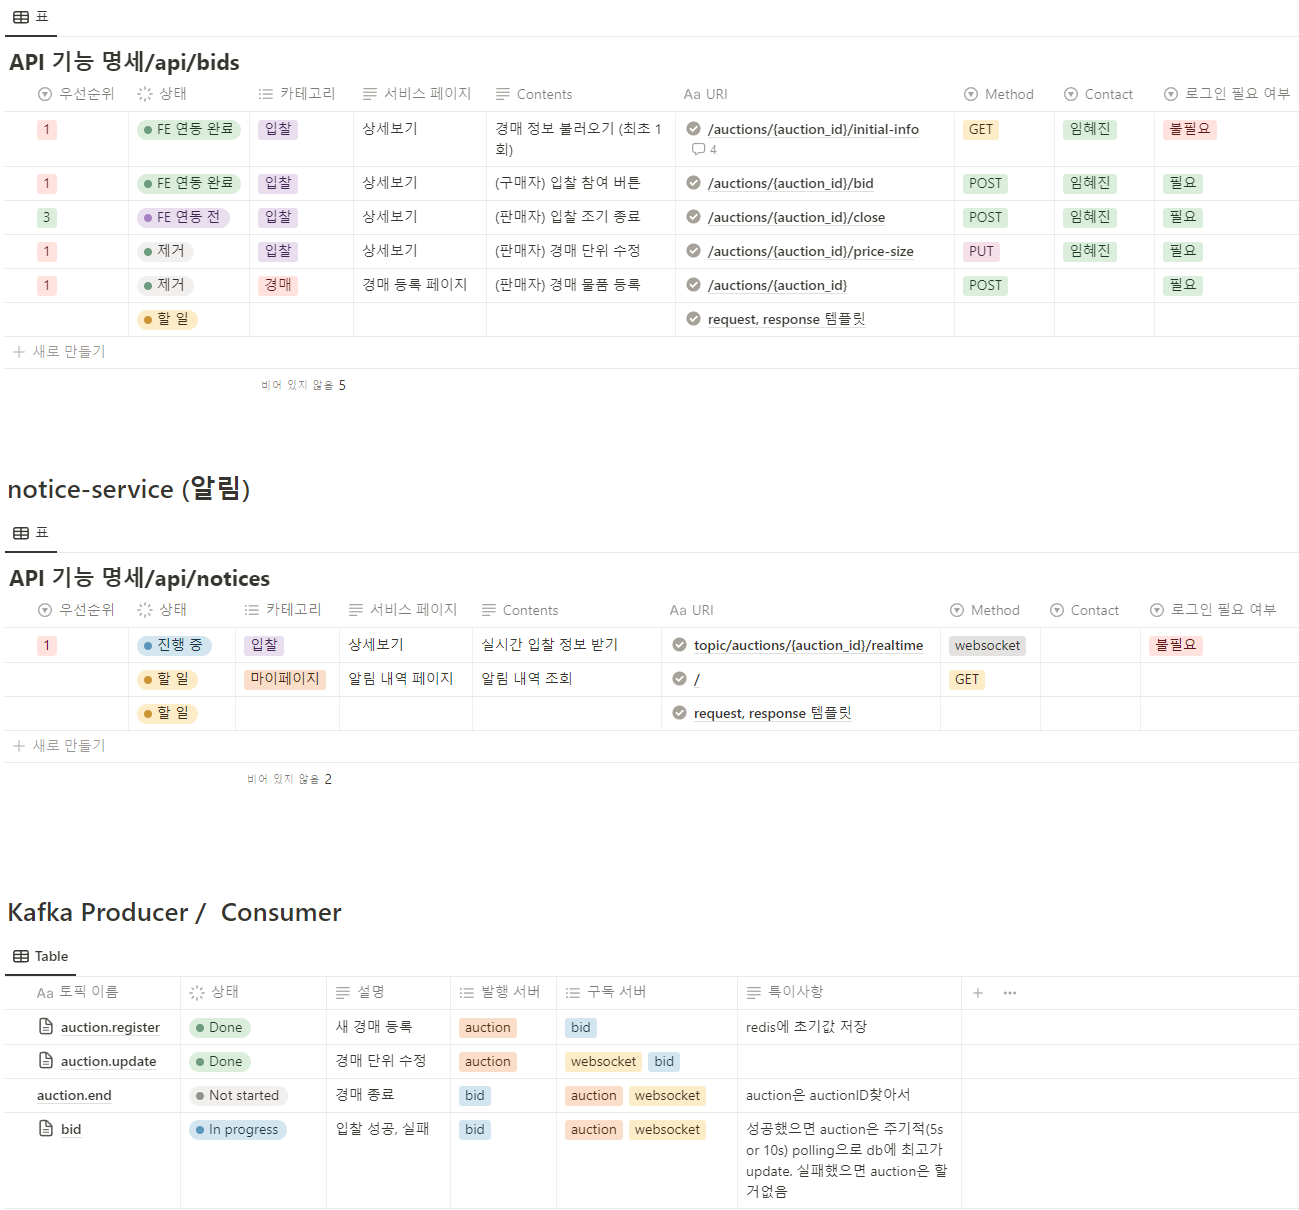 표
API 기능 명세/api/bids
우선순위 상태 카테고리 서비스 페이지 Contents Aa URI Method Contact 로그인 필요 여부
1 FE 연동 완료 입찰 상세보기 경매 정보 불러오기 (최초 1 /auctions/{auction_id}/initial-info GET 임혜진 불필요
회) 4
1 FE 연동 완료 입찰 상세보기 (구매자) 입찰 참여 버튼 /auctions/{auction_id}/bid POST 임혜진 필요
3 FE 연동 전 입찰 상세보기 (판매자) 입찰 조기 종료 /auctions/{auction_id}/close POST 임혜진 필요
1 제거 입찰 상세보기 (판매자) 경매 단위 수정 /auctions/{auction_id}/price-size PUT 임혜진 필요
1 제거 경매 경매 등록 페이지 (판매자) 경매 물품 등록 /auctions/{auction_id} POST 필요
할 일 request, response 템플릿
새로 만들기
비어 있지 않음 5
notice-service (알림)
표
API 기능 명세/api/notices
우선순위 상태 카테고리 서비스 페이지 Contents Aa URI Method Contact 로그인 필요 여부
1 진행 중 입찰 상세보기 실시간 입찰 정보 받기 topic/auctions/{auction_id}/realtime websocket 불필요
할 일 마이페이지 알림 내역 페이지 알림 내역 조회 / GET
할 일 request, response 템플릿
새로 만들기
비어 있지 않음 2
Kafka Producer / Consumer
Table
Aa 토픽 이름 상태 설명 발행 서버 구독 서버 특이사항
auction.register Done 새 경매 등록 auction bid redis에 초기값 저장
auction.update Done 경매 단위 수정 auction websocket bid
auction.end Not started 경매 종료 bid auction websocket auction은 auctionID찾아서
bid In progress 입찰 성공, 실패 bid auction websocket 성공했으면 auction은 주기적(5s
or 10s) polling으로 db에 최고가
update. 실패했으면 auction은 할
거없음